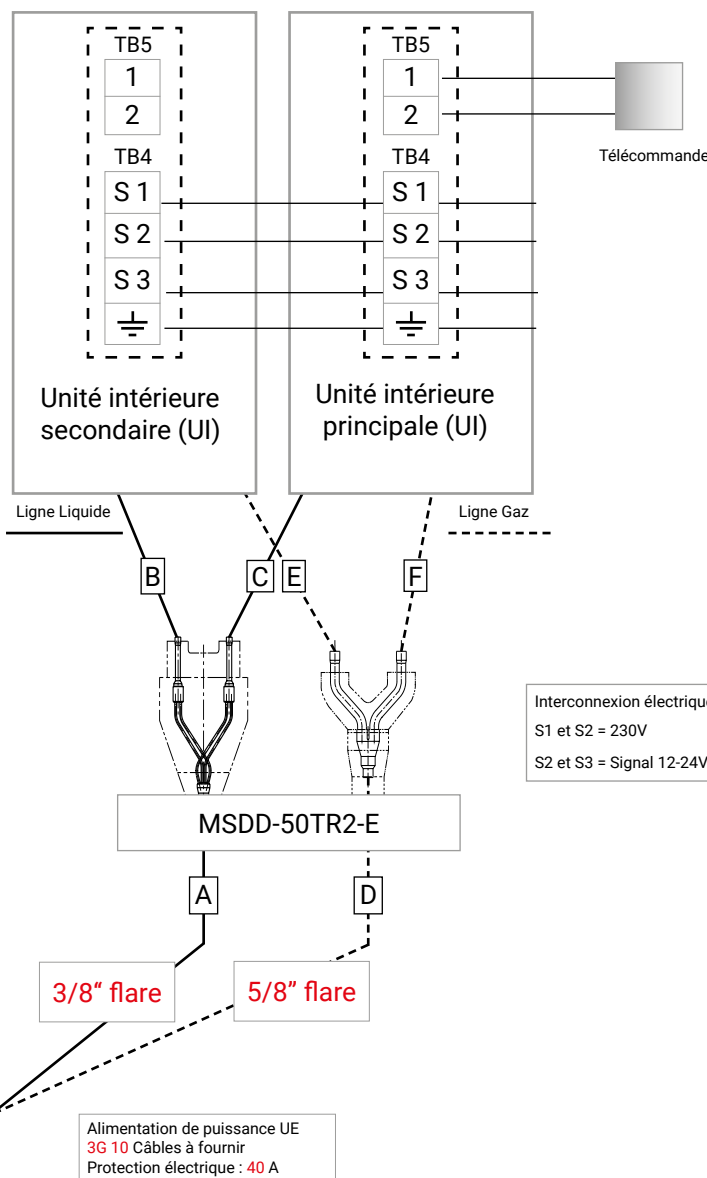 TB5
1
2
TB4
S 1
S 2
S 3
Unité intérieure
secondaire (UI)
TB5
1
2
TB4
S 1
S 2
S 3
Unité intérieure
principale (UI)
Télécommande
Ligne Liquide
Ligne Gaz
B
C
E
F
Interconnexion électrique
S1 et S2 = 230V
S2 et S3 = Signal 12-24V
MSDD-50TR2-E
A
D
3/8“ flare
5/8” flare
Alimentation de puissance UE
3G 10 Câbles à fournir
Protection électrique : 40 A